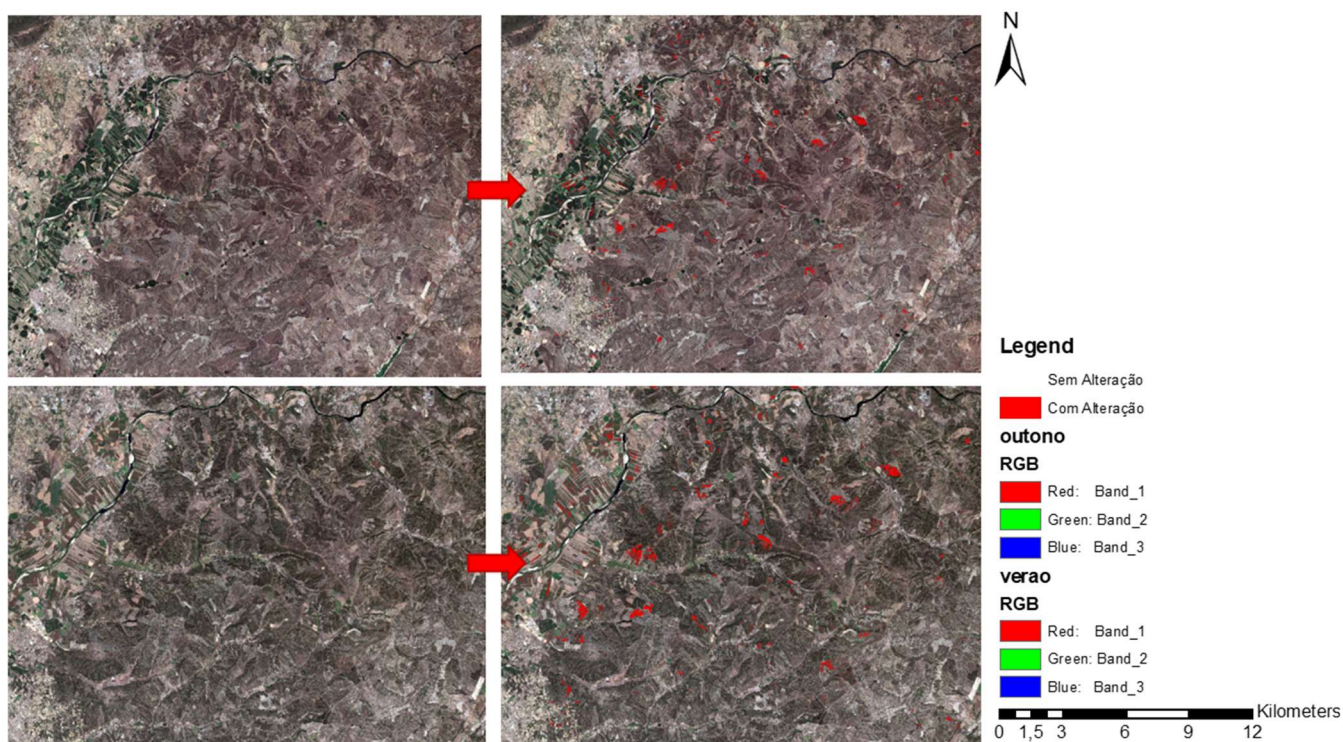 N
Legend
Sem Alteração
Com Alteração
outono
RGB
Red: Band_1
Green: Band_2
Blue: Band_3
verao
RGB
Red: Band_1
Green: Band_2
Blue: Band_3
Kilometers
0 1,5 3 6 9 12